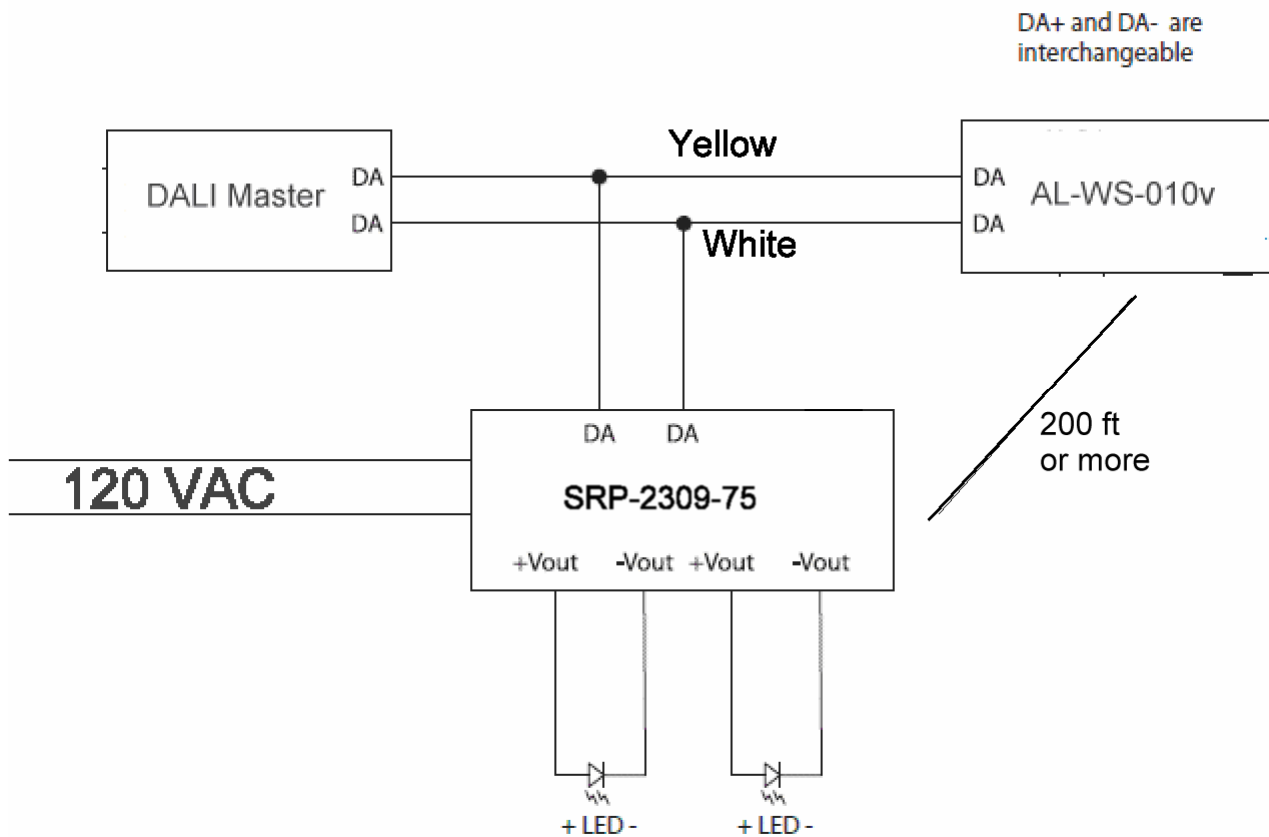 DA+ and DA- are
interchangeable
Yellow
DALI Master
DA
DA
DA
DA
AL-WS-010v
White
200 ft
or more
DA DA
120 VAC
SRP-2309-75
+Vout -Vout +Vout -Vout
+ LED - + LED -